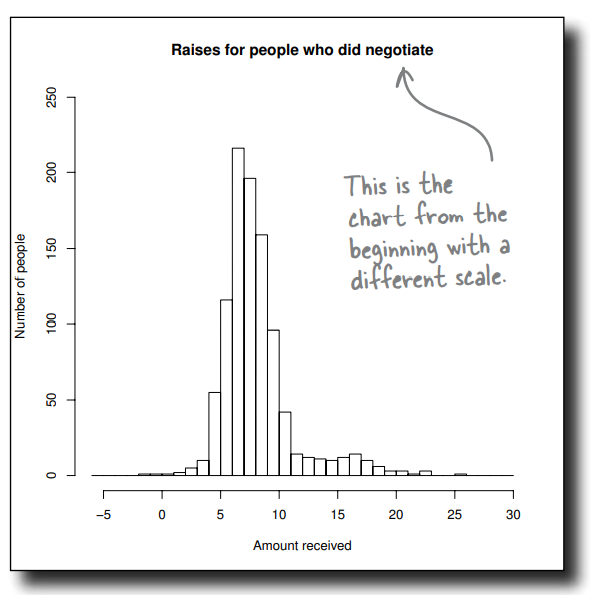 Raises for people who did negotiate
This is the
chart from the
beginning with a
different scale.
Number of people
250
200
150
100
50
0
−5 0 5 10 15 20 25 30
Amount received